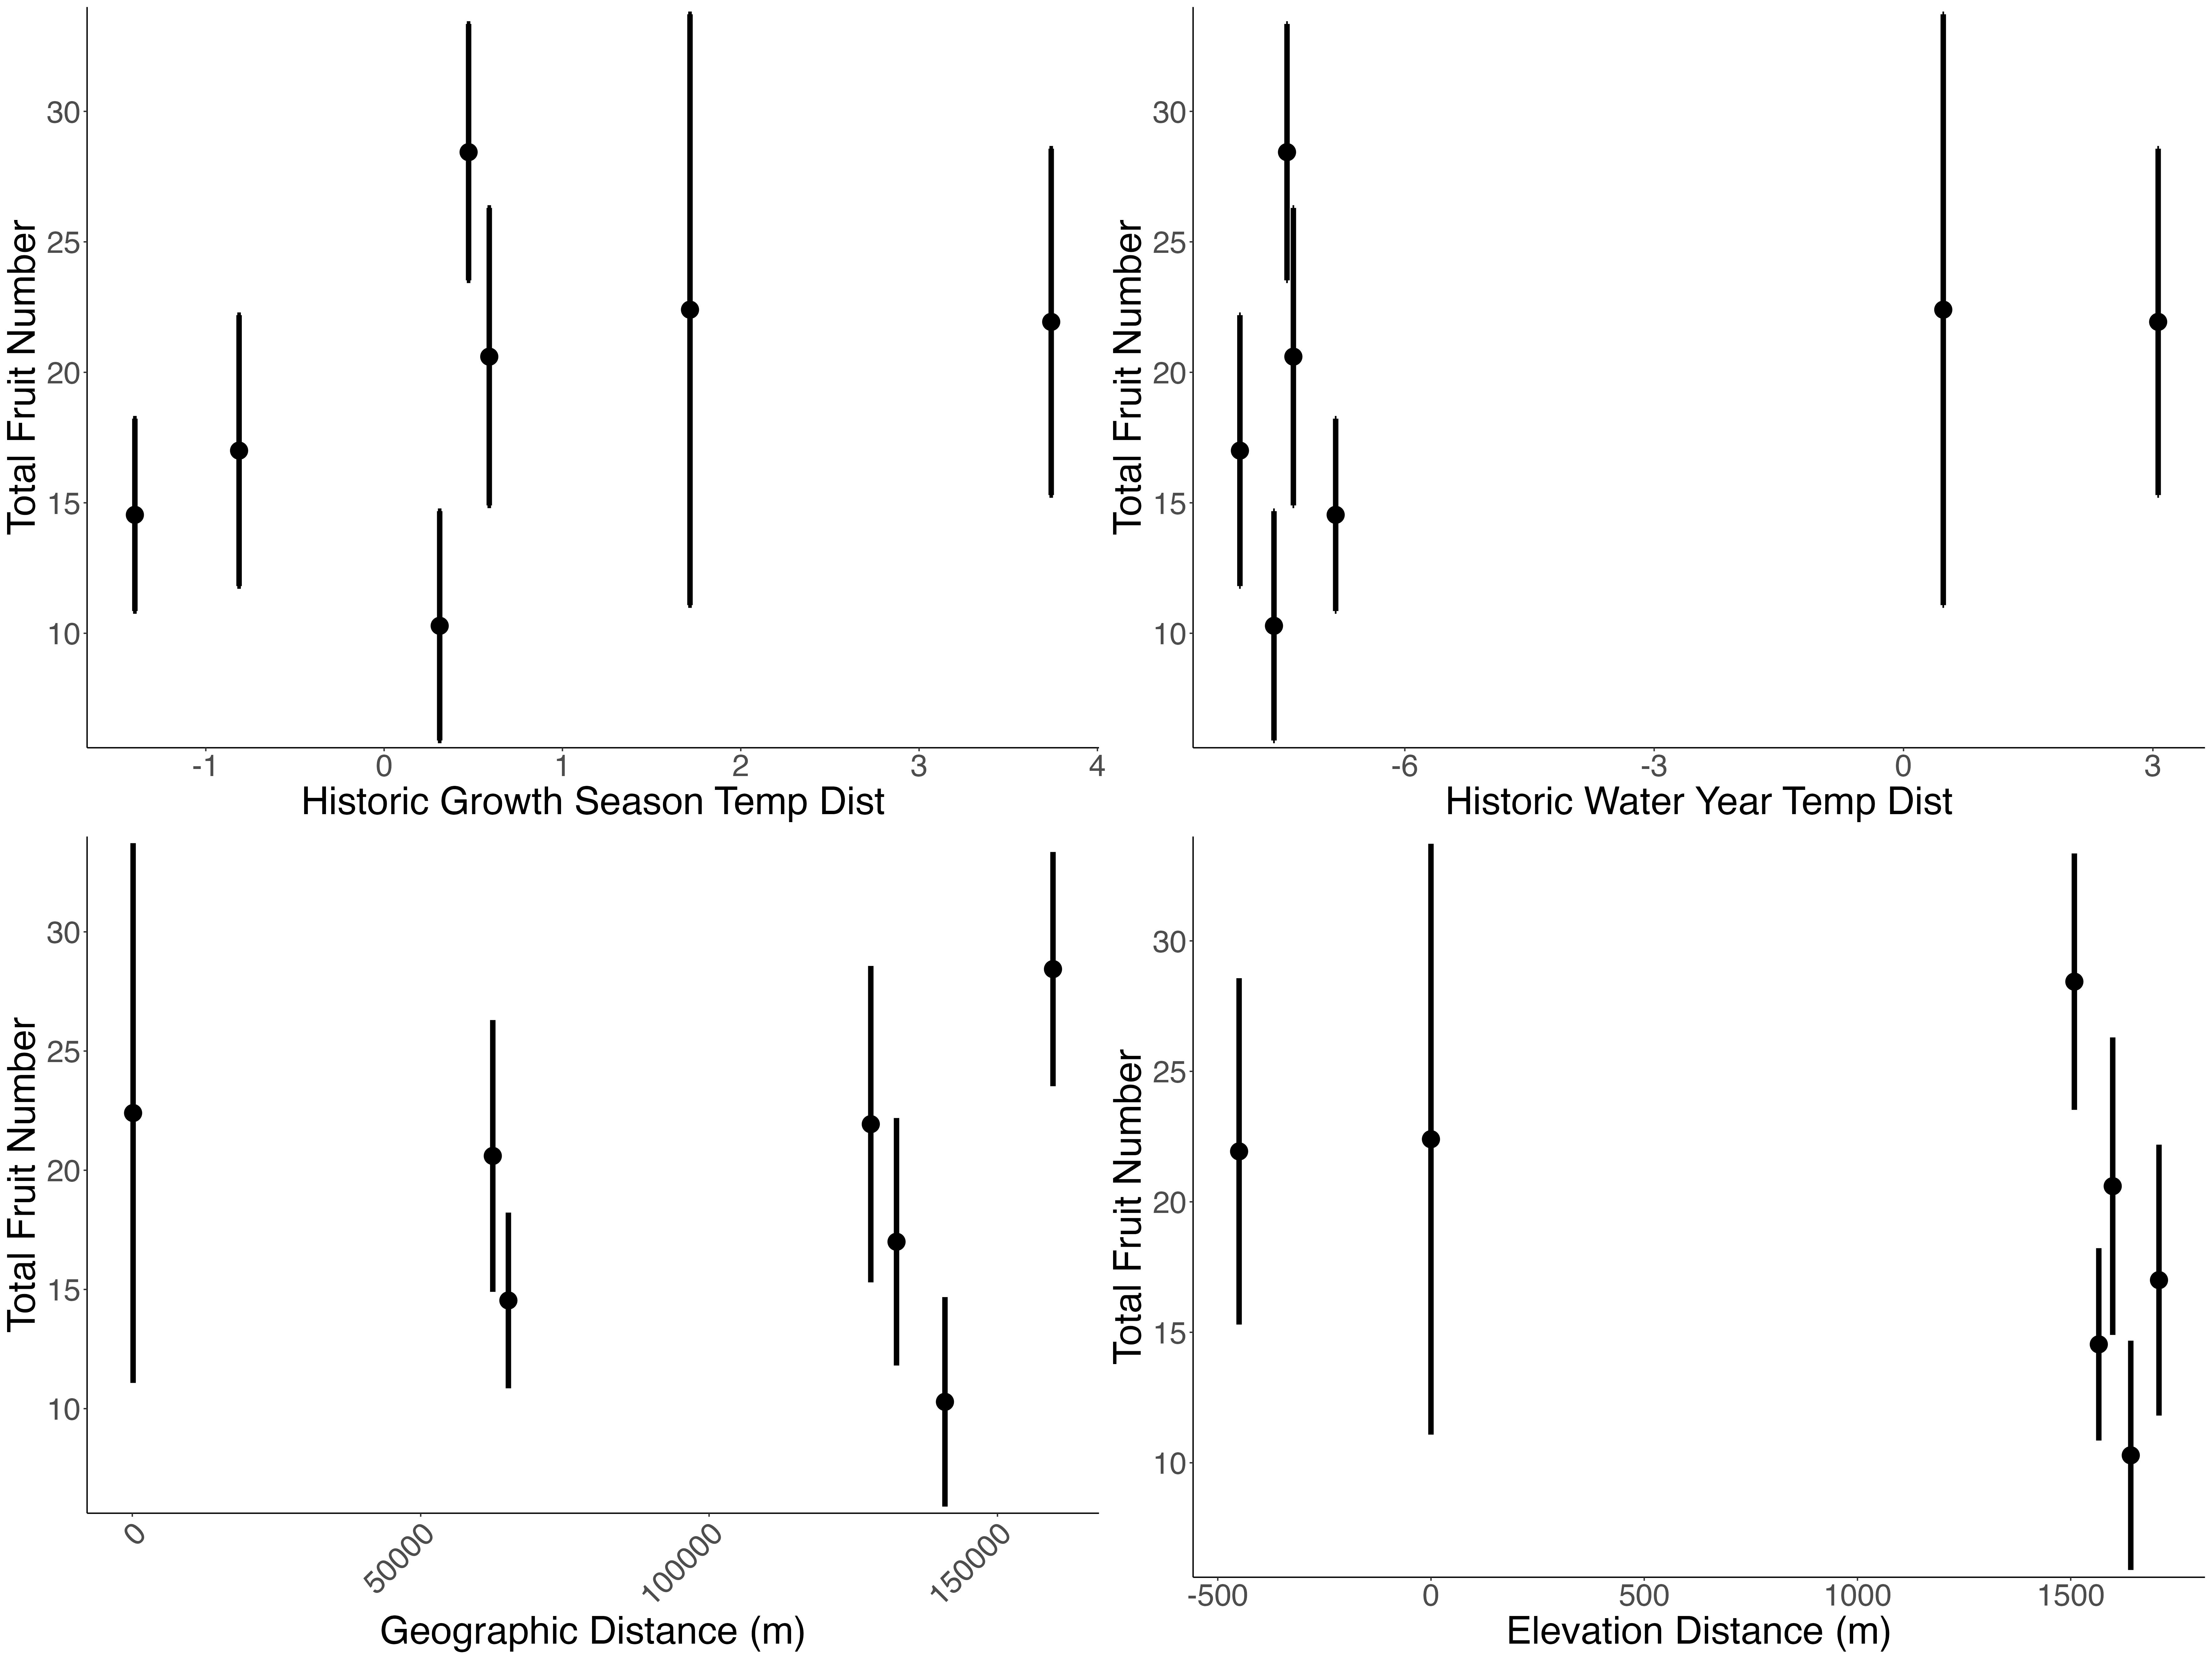 Total Fruit Number
30
25
20
15
10
-1 0 1 2 3 4
Historic Growth Season Temp Dist
Total Fruit Number
30
25
20
15
10
-6 -3 0 3
Historic Water Year Temp Dist
Total Fruit Number
30
25
20
15
10
0 50000 100000 150000
Geographic Distance (m)
Total Fruit Number
30
25
20
15
10
-500 0 500 1000 1500
Elevation Distance (m)